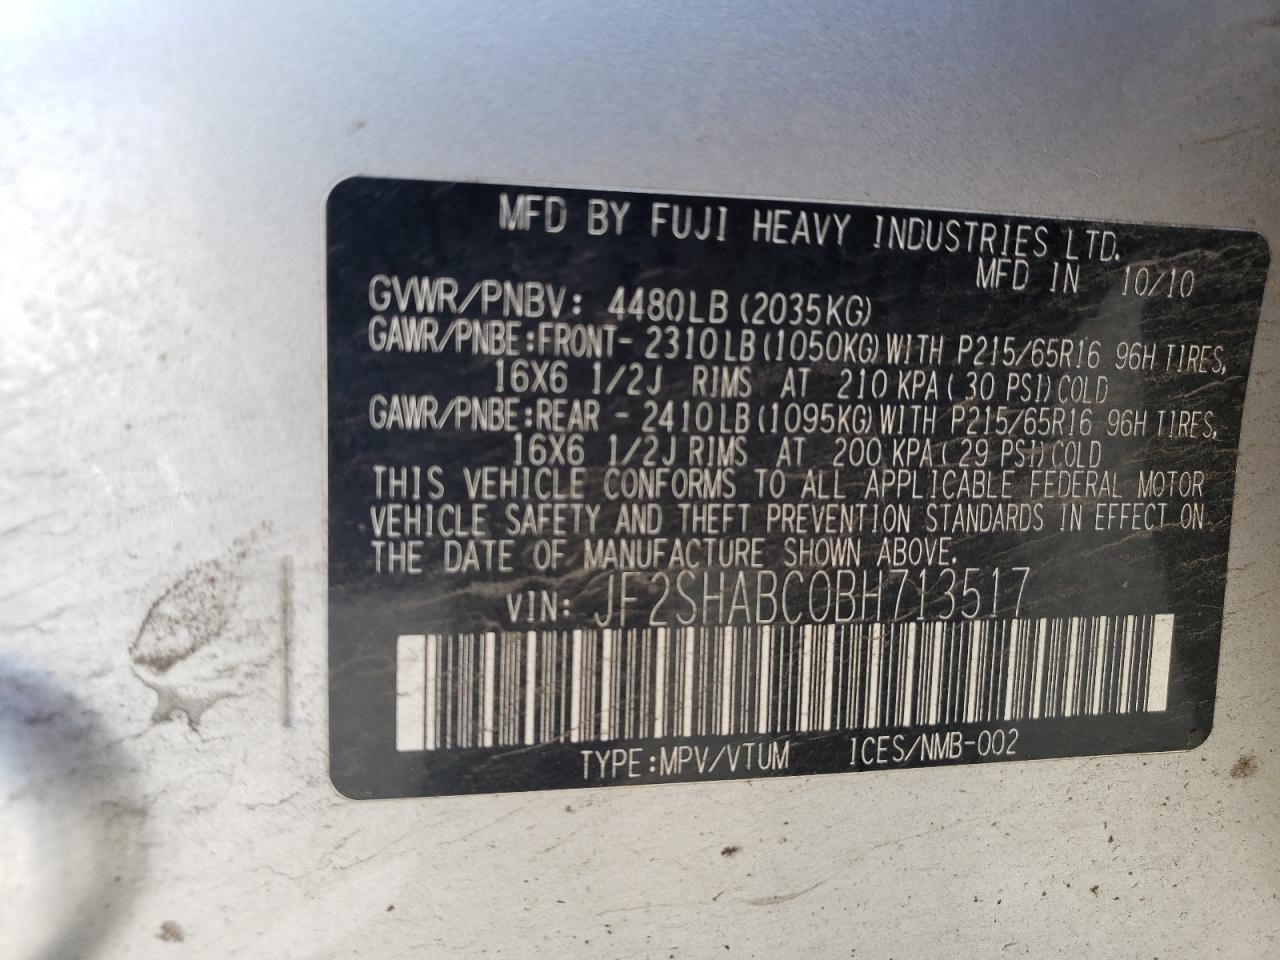 MFD BY FUJI HEAVY INDUSTRIES LTD.
MFD IN 10/10
GVWR/PNBV: 4480LB (2035KG)
GAWR/PNBE:FRONT- 2310LB(1050KG)WITH P215/65R16 96H TIRES,
16X6 1/2J RIMS AT 210 KPA( 30 PSI)COLD
GAWR/PNBE:REAR - 2410LB(1095KG)WITH P215/65R16 96H TIRES,
16X6 1/2J RIMS AT 200 KPA( 29 PSI)COLD
THIS VEHICLE CONFORMS TO ALL APPLICABLE FEDERAL MOTOR
VEHICLE SAFETY AND THEFT PREVENTION STANDARDS IN EFFECT ON
THE DATE OF MANUFACTURE SHOWN ABOVE.
VIN: JF2SHABC0BH713517
TYPE:MPV/VTUM ICES/NMB-002